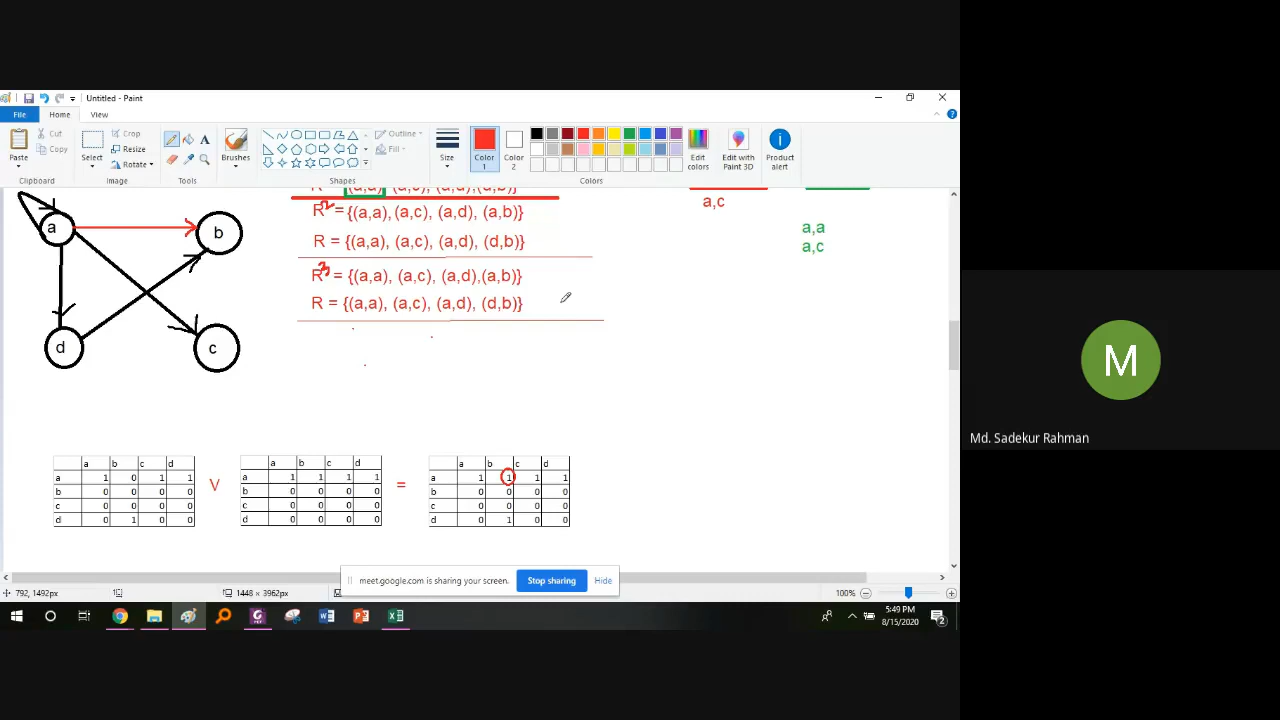 Untitled - Paint
File Home View
Paste
Cut
Copy
Clipboard
Select
Crop
Resize
Rotate
Image
Tools
Brushes
Shapes
Outline
Fill
Size
Color 1
Color 2
Edit colors
Edit with Paint 3D
Product alert
Colors
a
b
d
c
R = {(a,a) (a,c), (a,d),(d,b)}
R2 = {(a,a), (a,c), (a,d), (a,b)}
R = {(a,a), (a,c), (a,d), (d,b)}
R3 = {(a,a), (a,c), (a,d),(a,b)}
R = {(a,a), (a,c), (a,d), (d,b)}
a,c
a,a
a,c
a b c d
a 1 0 1 1
b 0 0 0 0
c 0 0 0 0
d 0 1 0 0
V
a b c d
a 1 1 1 1
b 0 0 0 0
c 0 0 0 0
d 0 0 0 0
=
a b c d
a 1 1 1 1
b 0 0 0 0
c 0 0 0 0
d 0 1 0 0
meet.google.com is sharing your screen. Stop sharing Hide
792, 1492px
1448 × 3962px
100%
5:49 PM
8/15/2020
2
M
Md. Sadekur Rahman